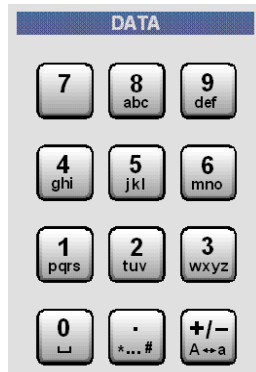 DATA
7 8 9
abc def
4 5 6
ghi jkl mno
1 2 3
pqrs tuv wxyz
0 . +/−
␣ *...# A↔a